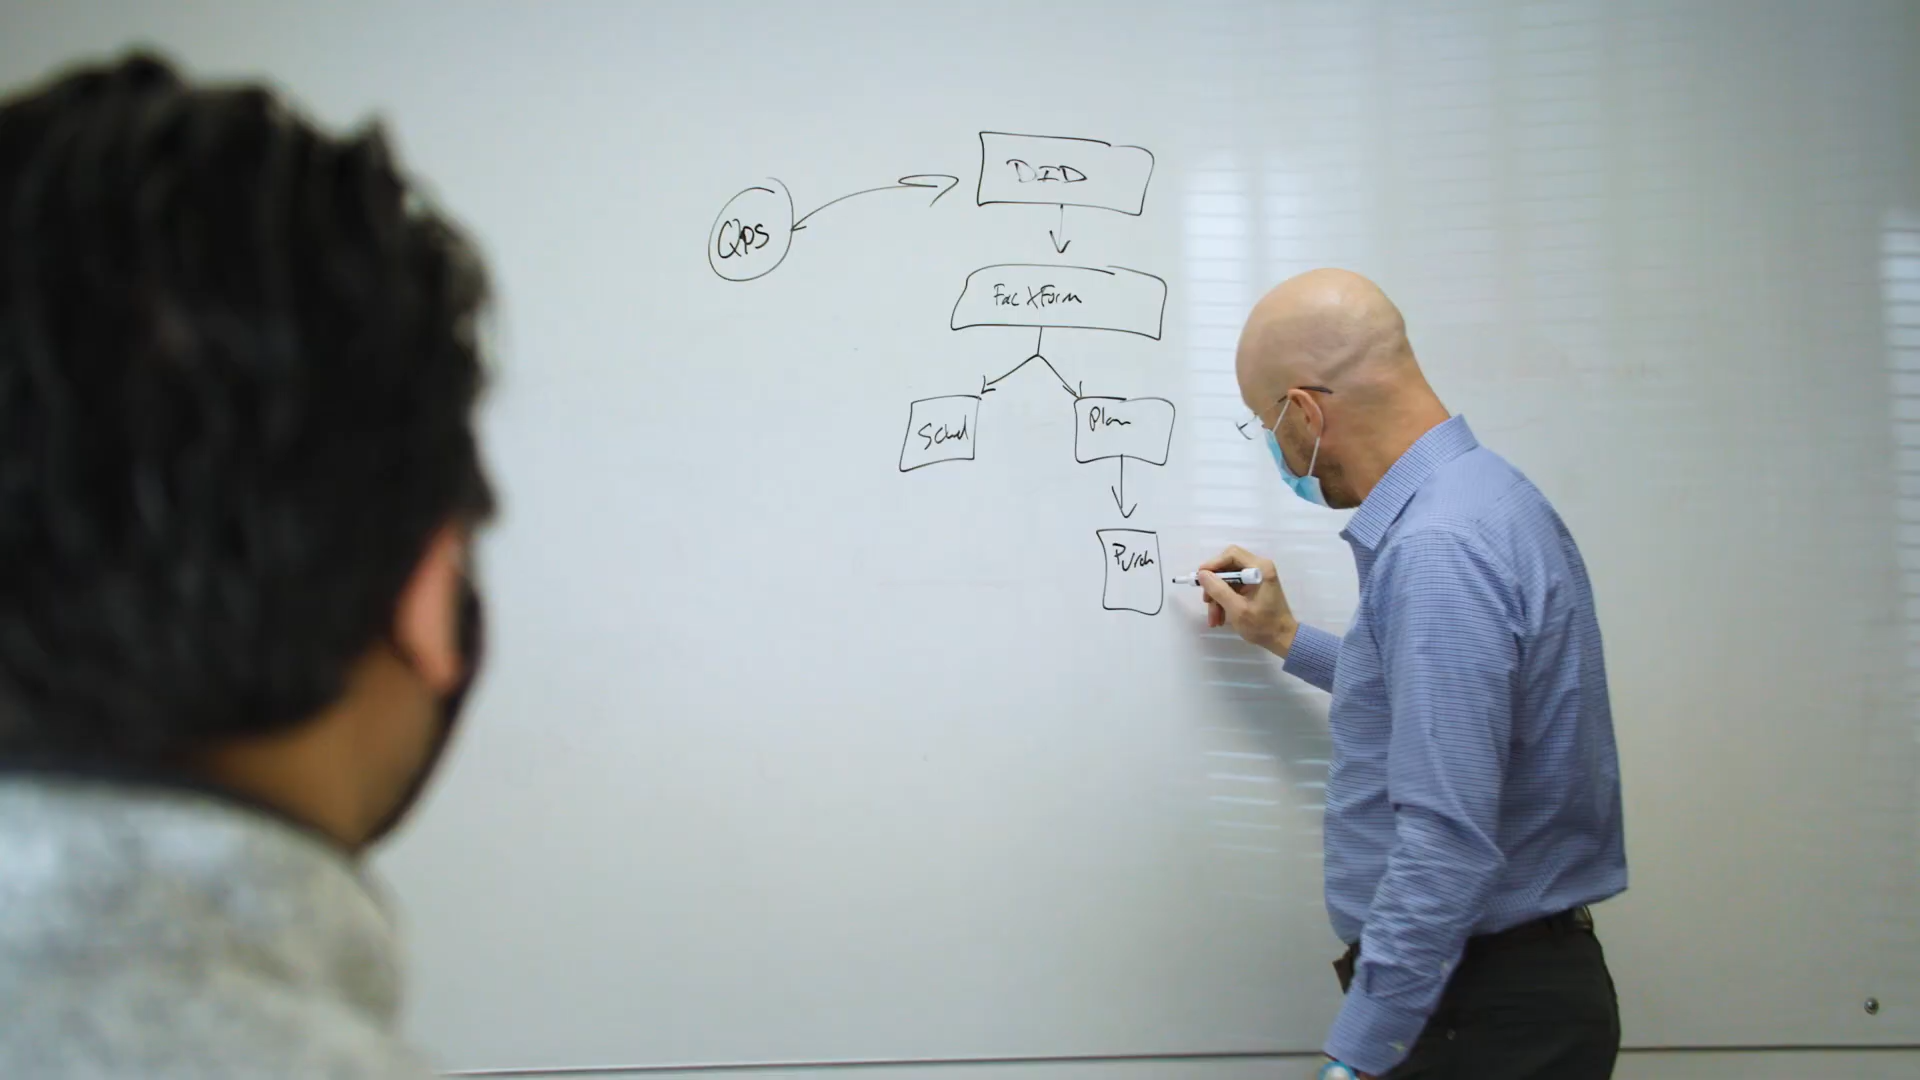 DID
Qps
Fac XForm
Sched
Plan
Purch